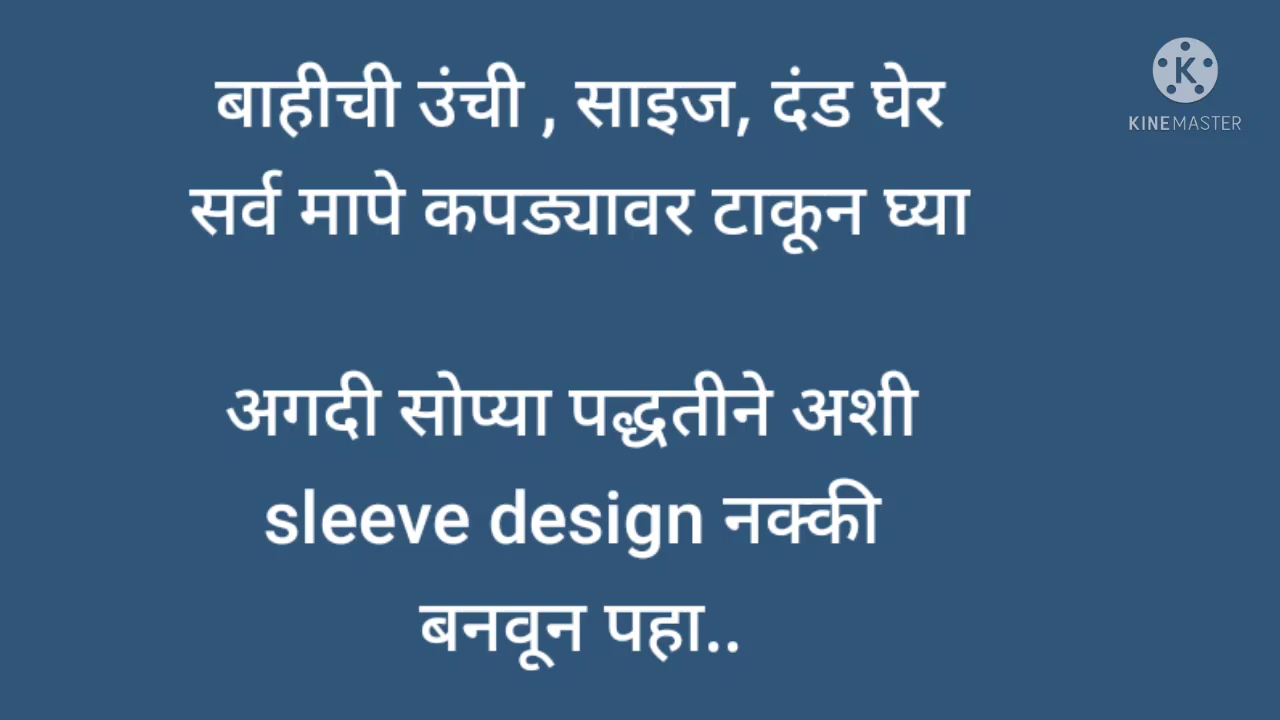 बाहीची उंची , साइज, दंड घेर
सर्व मापे कपड्यावर टाकून घ्या
अगदी सोप्या पद्धतीने अशी
sleeve design नक्की
बनवून पहा..
K
KINEMASTER